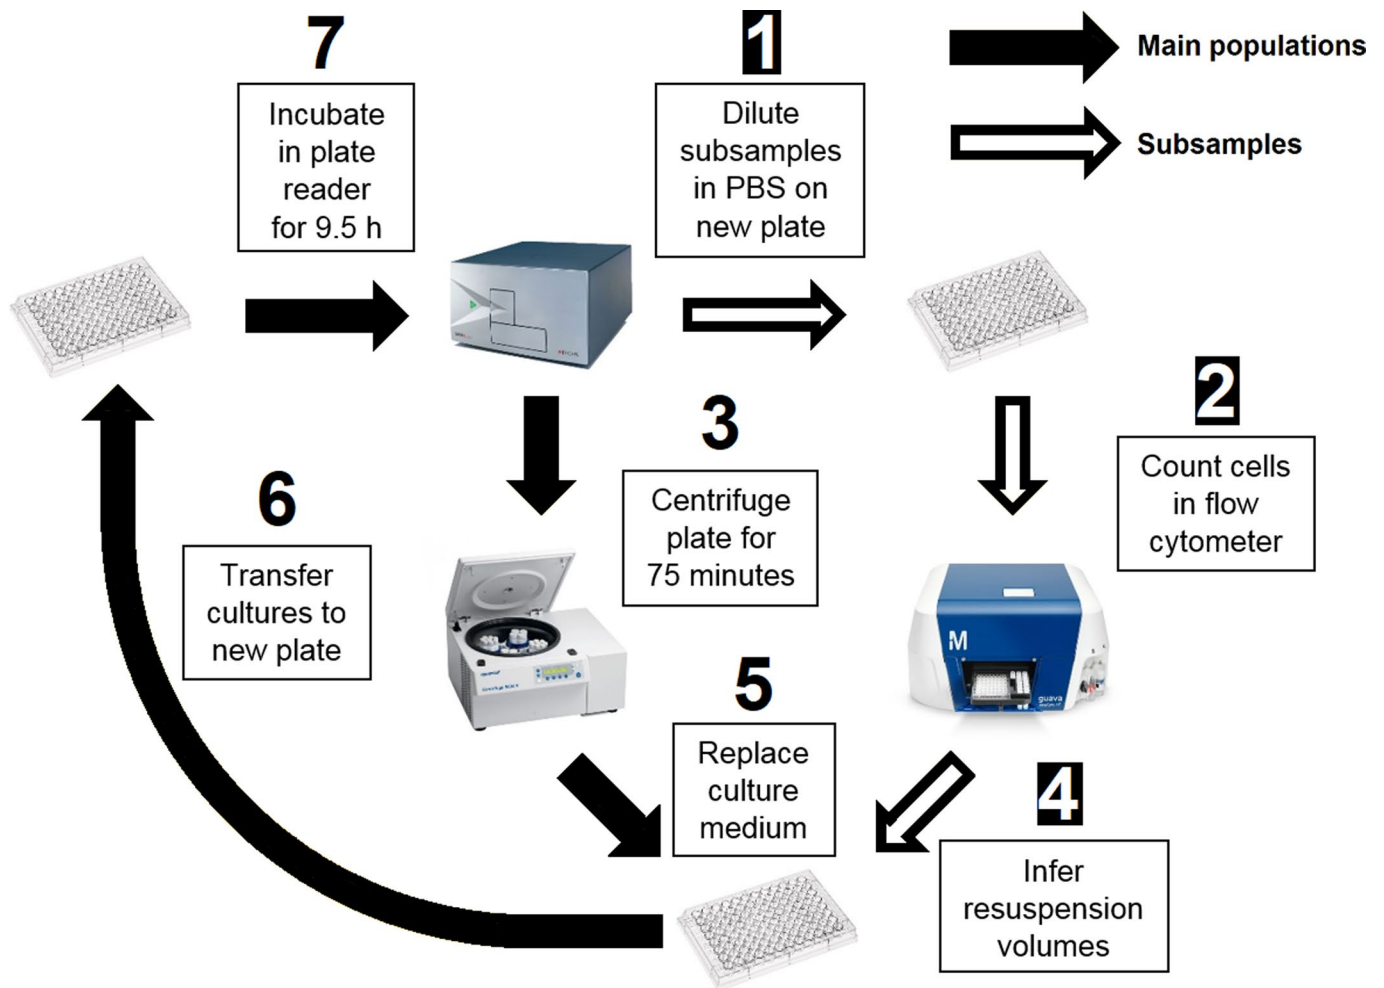 7
Incubate
in plate
reader
for 9.5 h
1
Dilute
subsamples
in PBS on
new plate
Main populations
Subsamples
2
Count cells
in flow
cytometer
3
Centrifuge
plate for
75 minutes
6
Transfer
cultures to
new plate
M
guava
5
Replace
culture
medium
4
Infer
resuspension
volumes